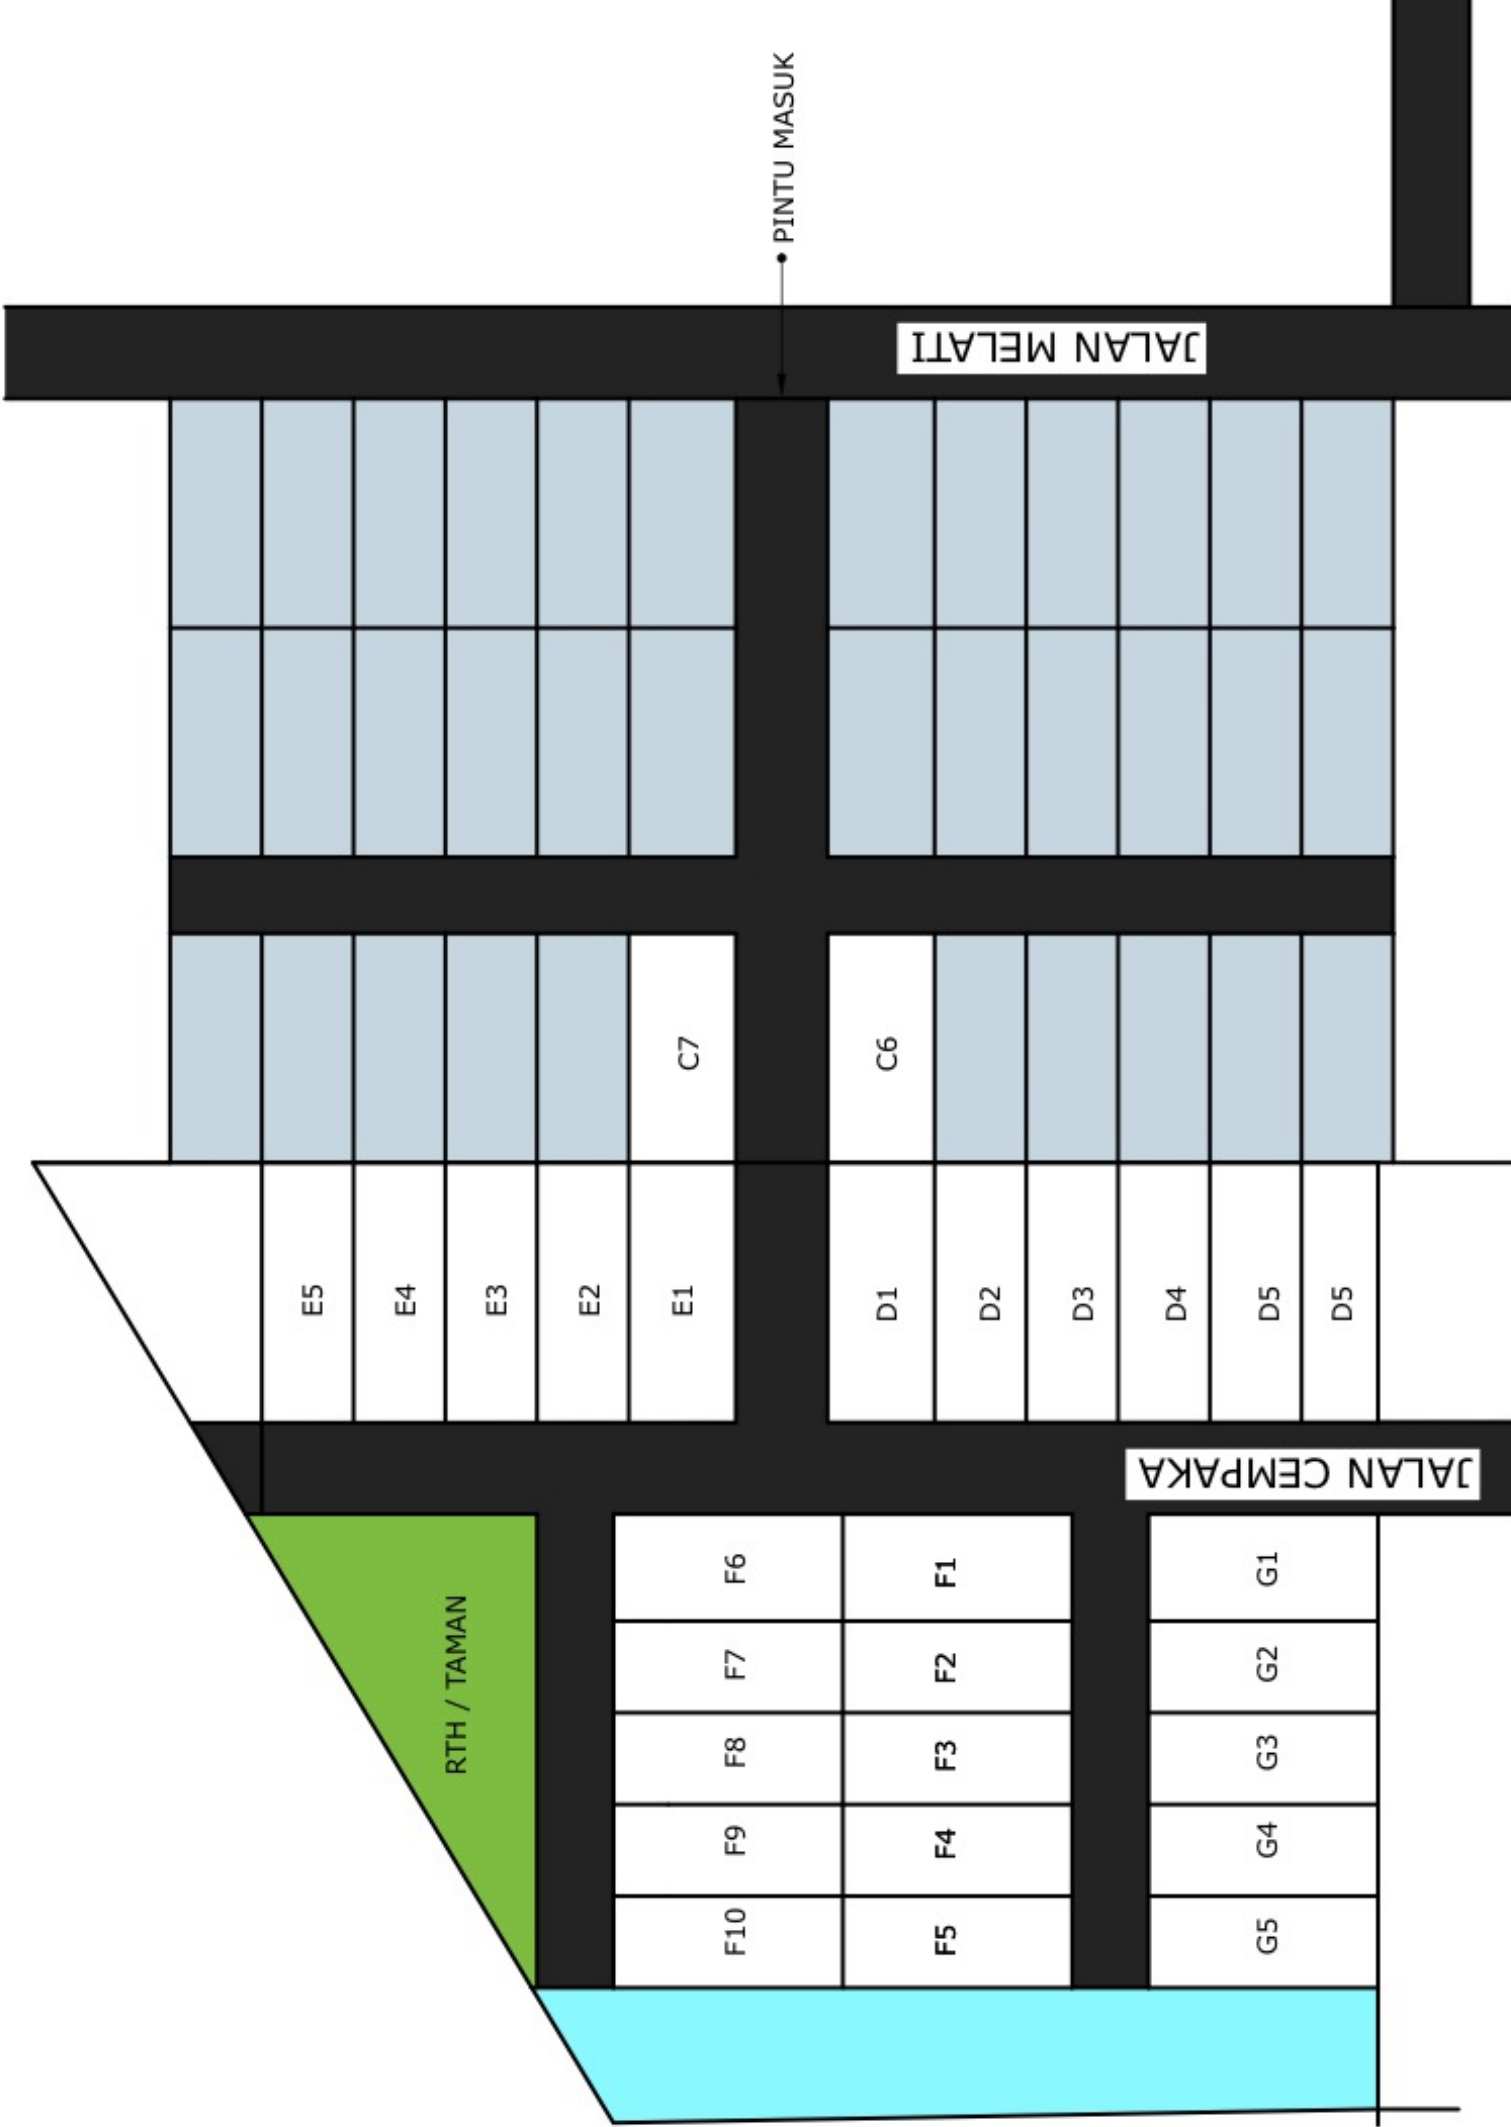 PINTU MASUK
JALAN MELATI
C7
C6
E5
E4
E3
E2
E1
D1
D2
D3
D4
D5
D5
JALAN CEMPAKA
RTH / TAMAN
F6
F1
G1
F7
F2
G2
F8
F3
G3
F9
F4
G4
F10
F5
G5